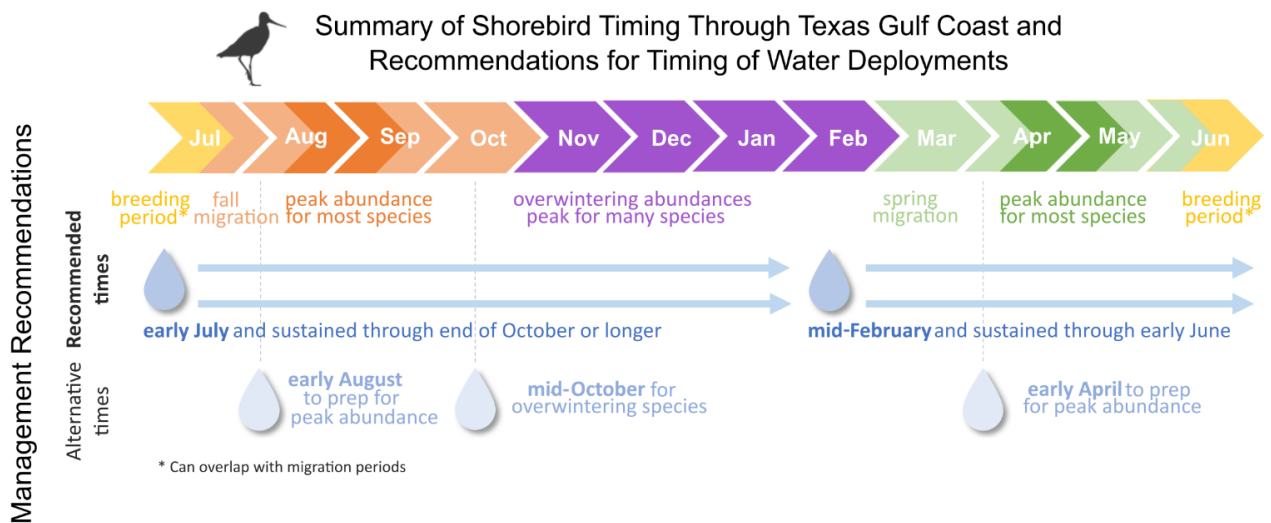 Summary of Shorebird Timing Through Texas Gulf Coast and
Recommendations for Timing of Water Deployments
Management Recommendations
Jul Aug Sep Oct Nov Dec Jan Feb Mar Apr May Jun
breeding
period*
fall
migration
peak abundance
for most species
overwintering abundances
peak for many species
spring
migration
peak abundance
for most species
breeding
period*
Recommended
times
early July and sustained through end of October or longer
mid-February and sustained through early June
Alternative
times
early August
to prep for
peak abundance
mid-October for
overwintering species
early April to prep
for peak abundance
* Can overlap with migration periods